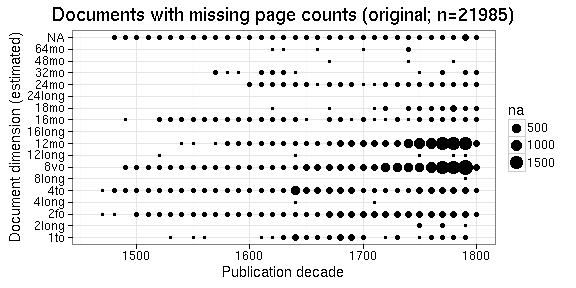 Documents with missing page counts (original; n=21985)
Document dimension (estimated)
NA
64mo
48mo
32mo
24mo
24long
18mo
16mo
16long
12mo
12long
8vo
8long
4to
4long
2fo
2long
1to
1500
1600
1700
1800
Publication decade
na
500
1000
1500